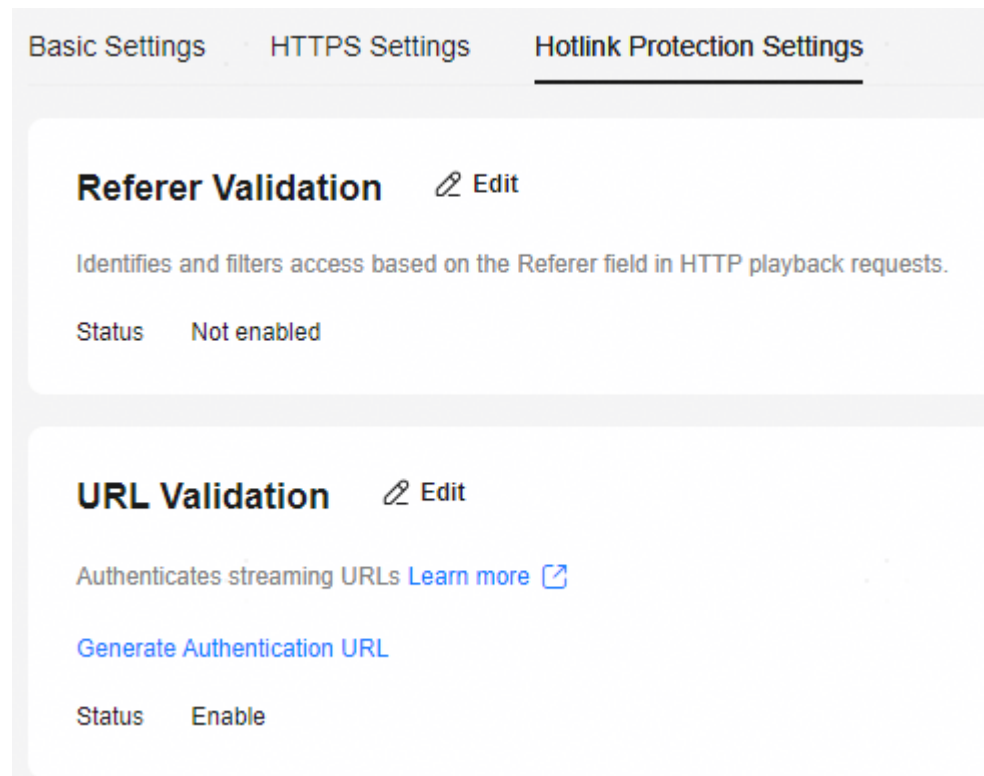 Basic Settings HTTPS Settings Hotlink Protection Settings
Referer Validation Edit
Identifies and filters access based on the Referer field in HTTP playback requests.
Status Not enabled
URL Validation Edit
Authenticates streaming URLs Learn more
Generate Authentication URL
Status Enable